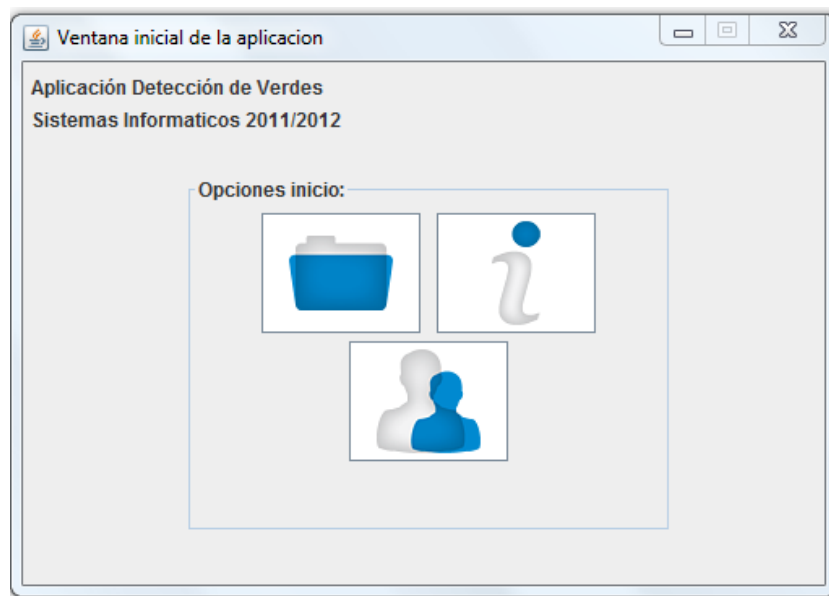 Ventana inicial de la aplicacion
Aplicación Detección de Verdes
Sistemas Informaticos 2011/2012
Opciones inicio: